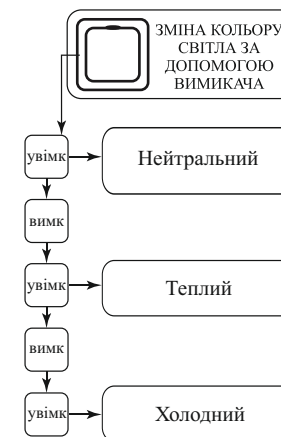 ЗМІНА КОЛЬОРУ
СВІТЛА ЗА
ДОПОМОГОЮ
ВИМИКАЧА
увімк
Нейтральний
вимк
увімк
Теплий
вимк
увімк
Холодний